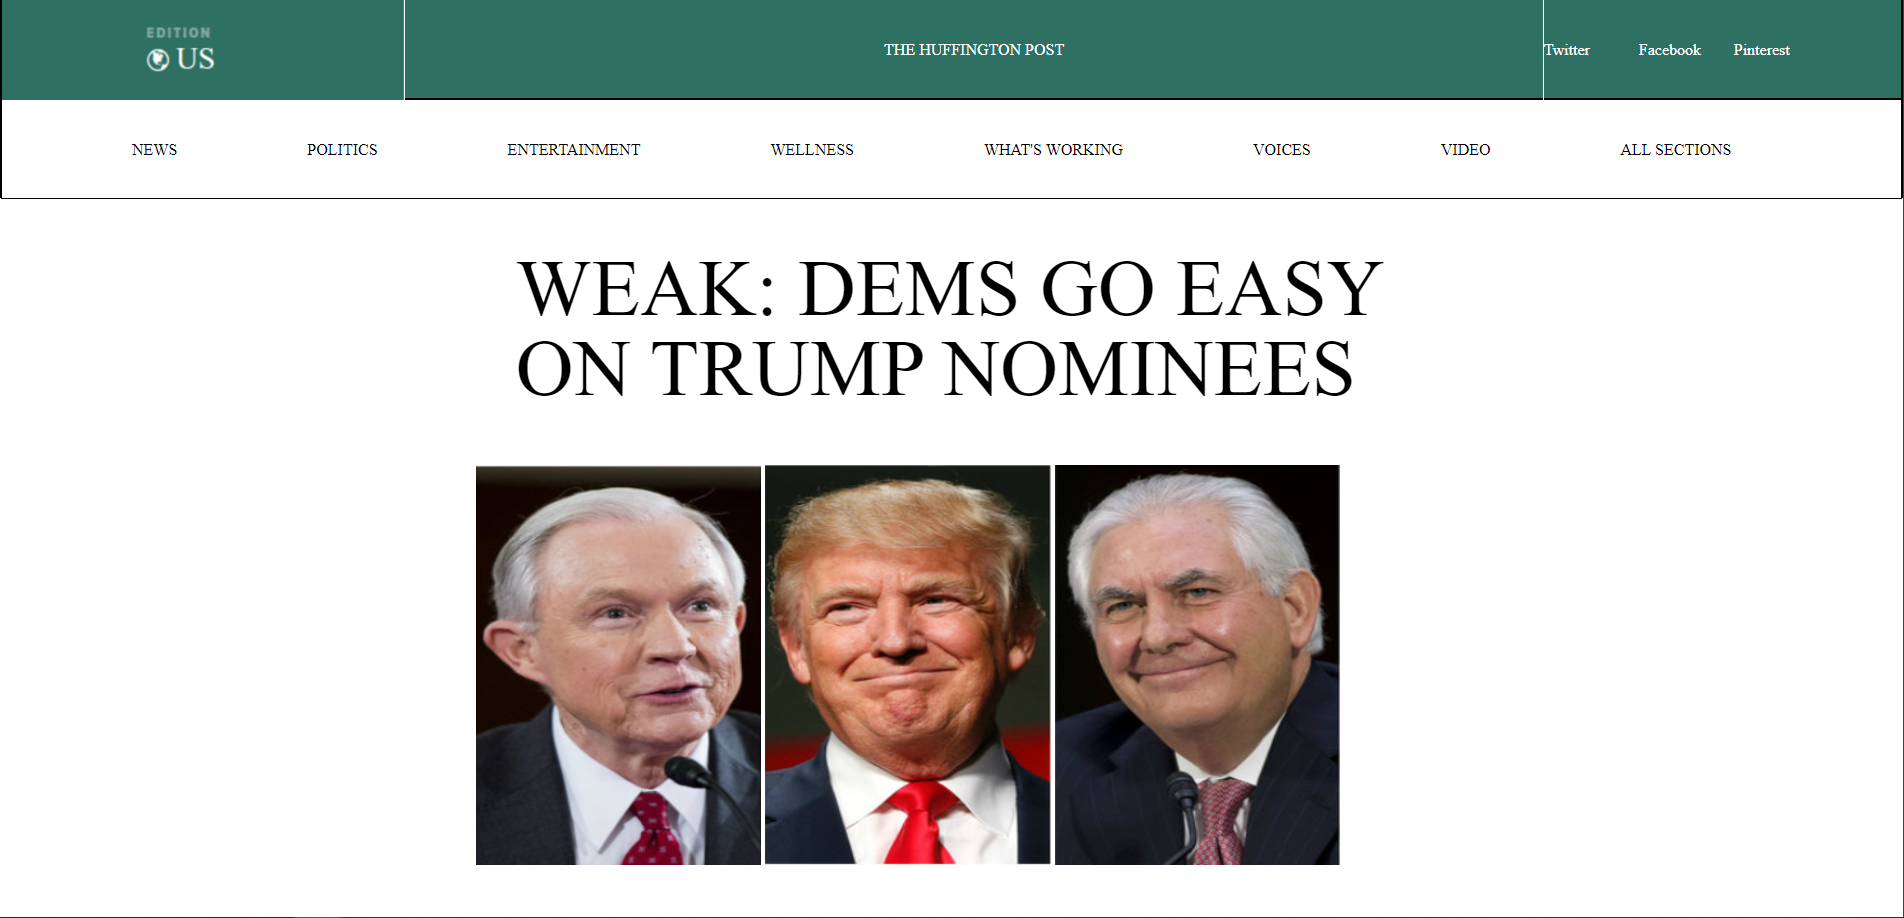 EDITION
US
THE HUFFINGTON POST
Twitter Facebook Pinterest
NEWS POLITICS ENTERTAINMENT WELLNESS WHAT'S WORKING VOICES VIDEO ALL SECTIONS
WEAK: DEMS GO EASY
ON TRUMP NOMINEES